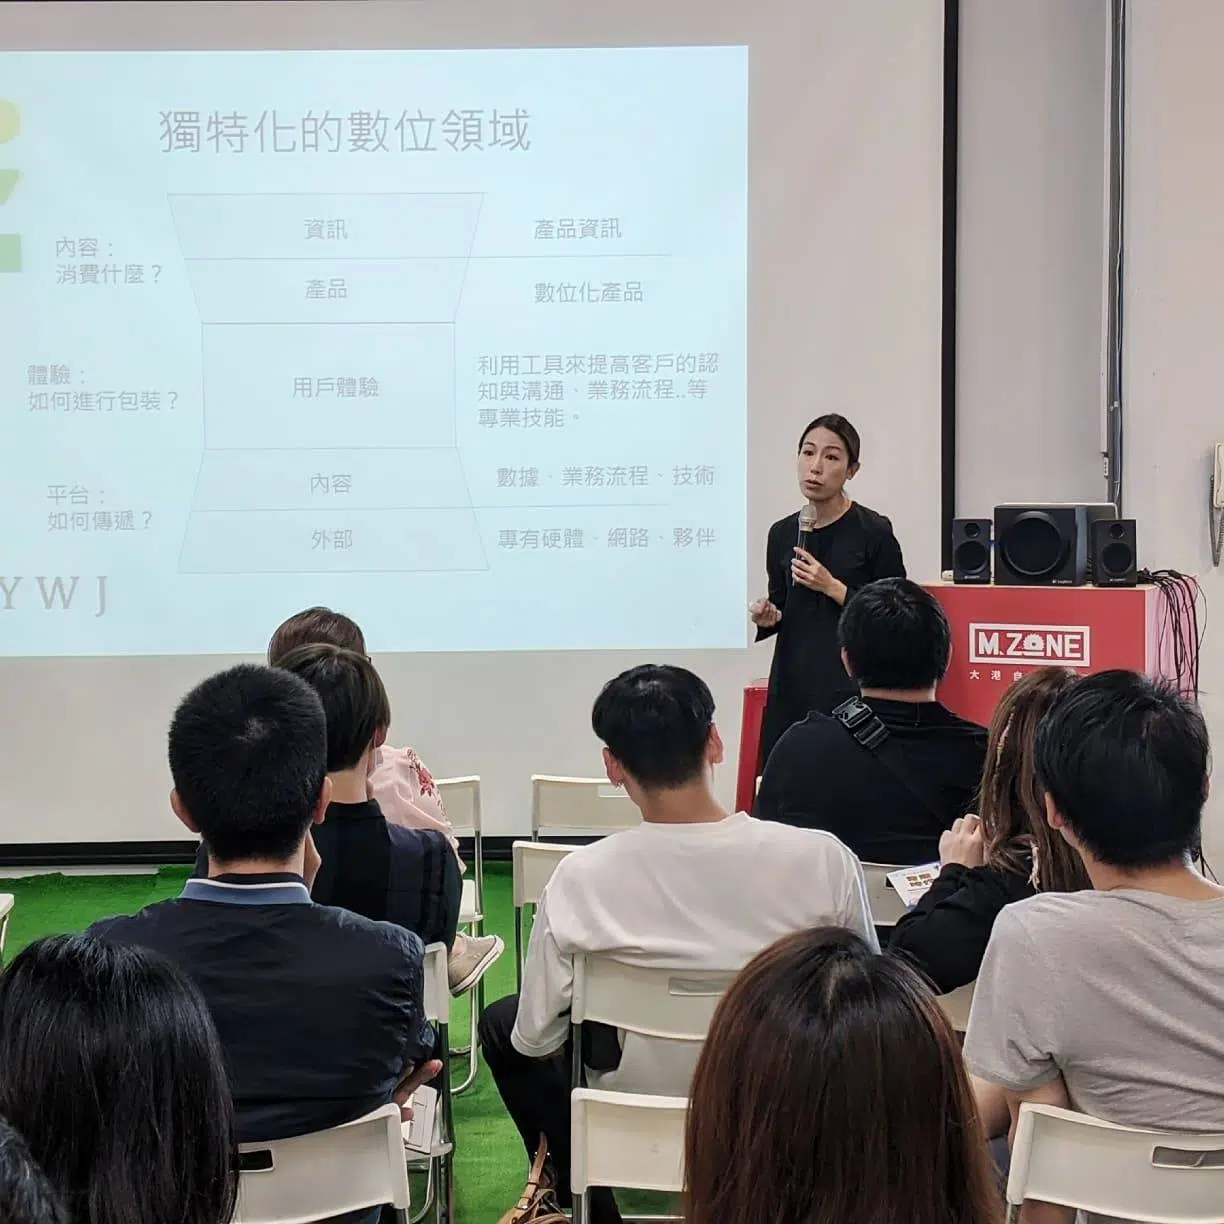 獨特化的數位領域
內容：
消費什麼？
資訊
產品資訊
產品
數位化產品
體驗：
如何進行包裝？
用戶體驗
利用工具來提高客戶的認
知與溝通、業務流程..等
專業技能。
平台：
如何傳遞？
內容
數據、業務流程、技術
外部
專有硬體、網路、夥伴
YWJ
M.ZONE
大港自